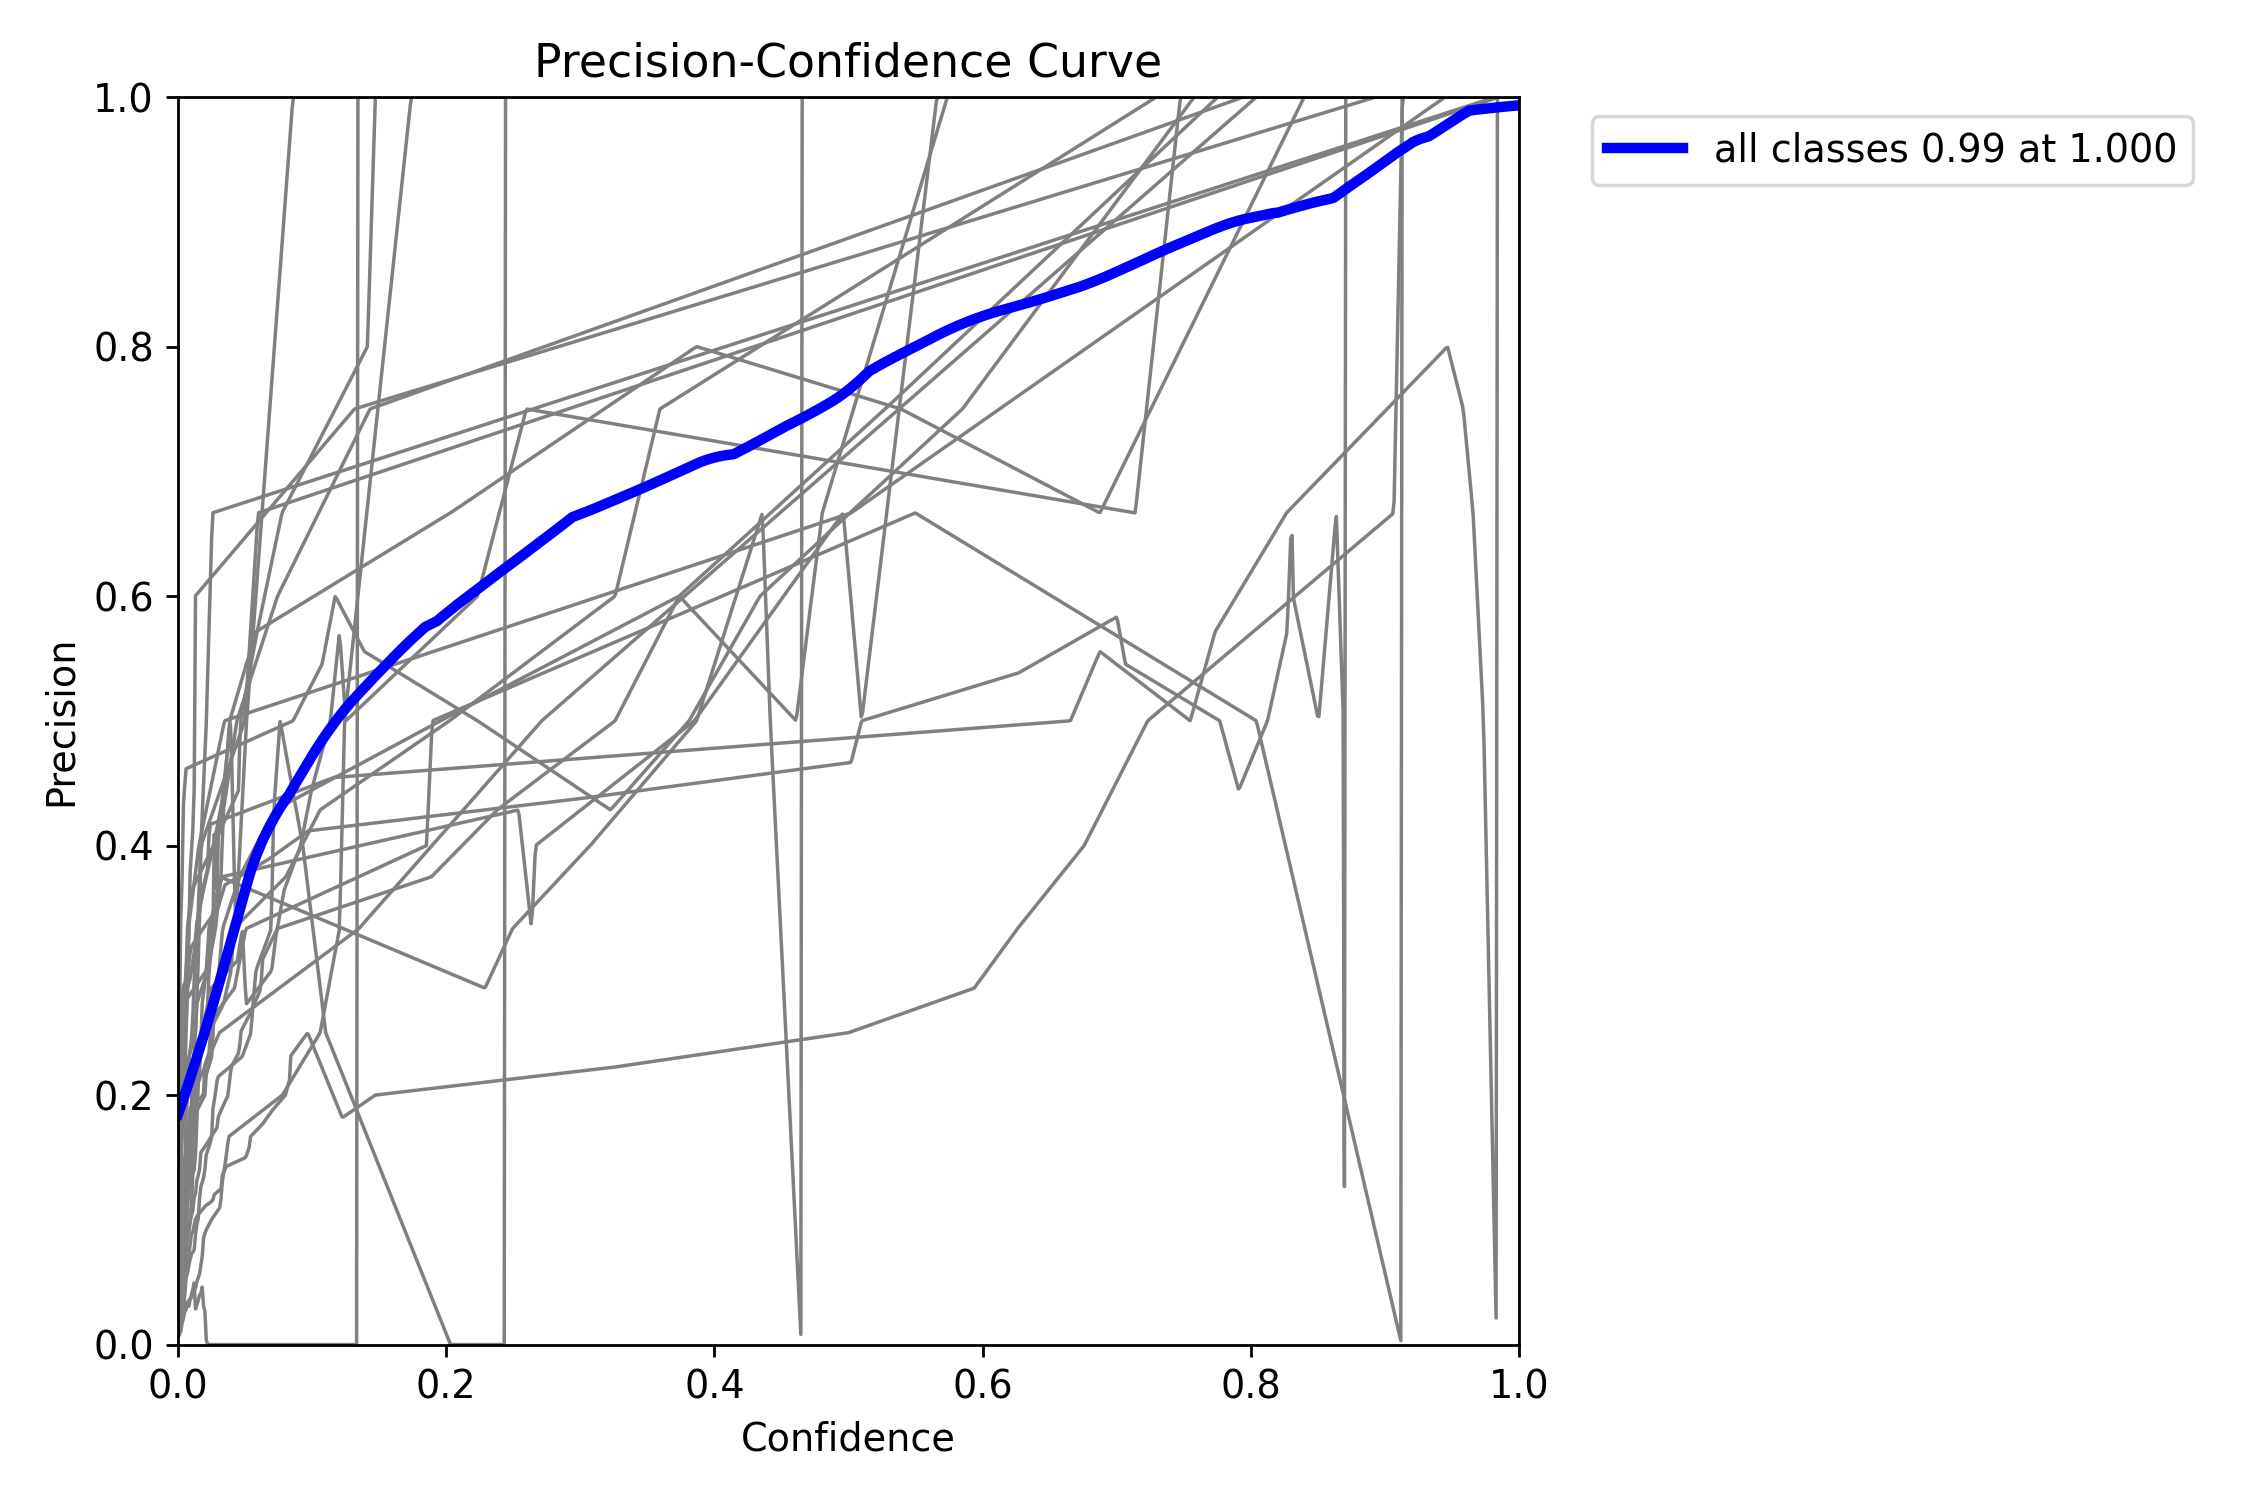 Precision-Confidence Curve
all classes 0.99 at 1.000
Precision
1.0
0.8
0.6
0.4
0.2
0.0
0.0 0.2 0.4 0.6 0.8 1.0
Confidence